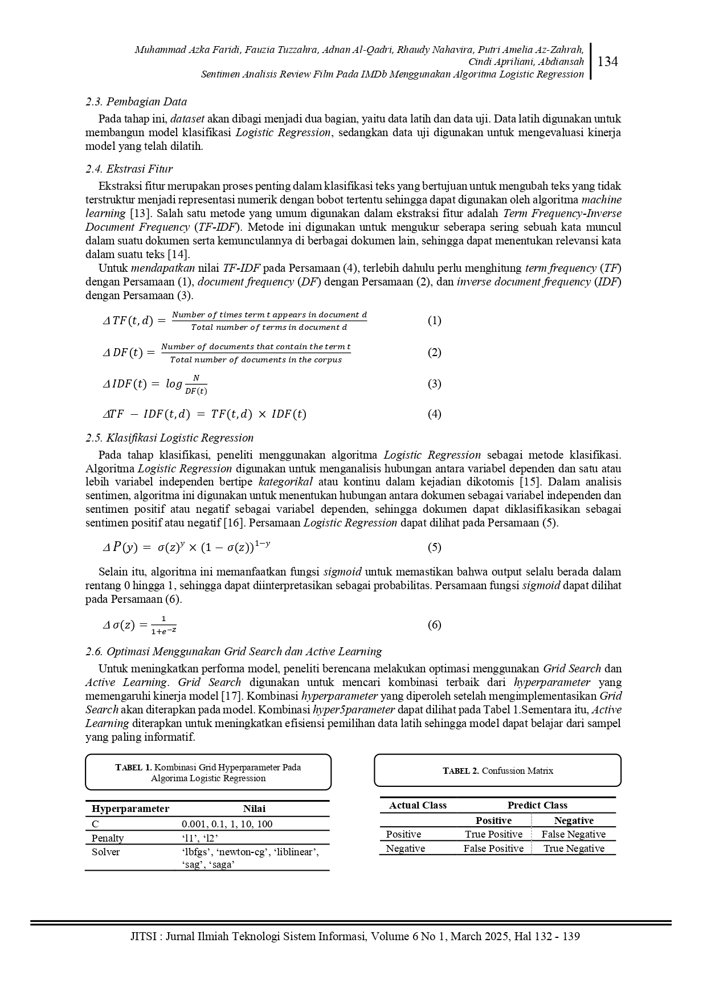 Muhammad Azka Faridi, Fauzia Tuzzahra, Adnan Al-Qadri, Rhaudy Nahavira, Putri Amelia Az-Zahrah,
Cindi Apriliani, Abdiansah
Sentimen Analisis Review Film Pada IMDb Menggunakan Algoritma Logistic Regression
134
2.3. Pembagian Data
Pada tahap ini, dataset akan dibagi menjadi dua bagian, yaitu data latih dan data uji. Data latih digunakan untuk
membangun model klasifikasi Logistic Regression, sedangkan data uji digunakan untuk mengevaluasi kinerja
model yang telah dilatih.
2.4. Ekstrasi Fitur
Ekstraksi fitur merupakan proses penting dalam klasifikasi teks yang bertujuan untuk mengubah teks yang tidak
terstruktur menjadi representasi numerik dengan bobot tertentu sehingga dapat digunakan oleh algoritma machine
learning [13]. Salah satu metode yang umum digunakan dalam ekstraksi fitur adalah Term Frequency-Inverse
Document Frequency (TF-IDF). Metode ini digunakan untuk mengukur seberapa sering sebuah kata muncul
dalam suatu dokumen serta kemunculannya di berbagai dokumen lain, sehingga dapat menentukan relevansi kata
dalam suatu teks [14].
Untuk mendapatkan nilai TF-IDF pada Persamaan (4), terlebih dahulu perlu menghitung term frequency (TF)
dengan Persamaan (1), document frequency (DF) dengan Persamaan (2), dan inverse document frequency (IDF)
dengan Persamaan (3).
Δ TF(t, d) = Number of times term t appears in document d / Total number of terms in document d (1)
Δ DF(t) = Number of documents that contain the term t / Total number of documents in the corpus (2)
Δ IDF(t) = log N / DF(t) (3)
ΔTF − IDF(t, d) = TF(t, d) × IDF(t) (4)
2.5. Klasifikasi Logistic Regression
Pada tahap klasifikasi, peneliti menggunakan algoritma Logistic Regression sebagai metode klasifikasi.
Algoritma Logistic Regression digunakan untuk menganalisis hubungan antara variabel dependen dan satu atau
lebih variabel independen bertipe kategorikal atau kontinu dalam kejadian dikotomis [15]. Dalam analisis
sentimen, algoritma ini digunakan untuk menentukan hubungan antara dokumen sebagai variabel independen dan
sentimen positif atau negatif sebagai variabel dependen, sehingga dokumen dapat diklasifikasikan sebagai
sentimen positif atau negatif [16]. Persamaan Logistic Regression dapat dilihat pada Persamaan (5).
Δ P(y) = σ(z)^y × (1 − σ(z))^1−y (5)
Selain itu, algoritma ini memanfaatkan fungsi sigmoid untuk memastikan bahwa output selalu berada dalam
rentang 0 hingga 1, sehingga dapat diinterpretasikan sebagai probabilitas. Persamaan fungsi sigmoid dapat dilihat
pada Persamaan (6).
Δ σ(z) = 1 / 1+e^−z (6)
2.6. Optimasi Menggunakan Grid Search dan Active Learning
Untuk meningkatkan performa model, peneliti berencana melakukan optimasi menggunakan Grid Search dan
Active Learning. Grid Search digunakan untuk mencari kombinasi terbaik dari hyperparameter yang
memengaruhi kinerja model [17]. Kombinasi hyperparameter yang diperoleh setelah mengimplementasikan Grid
Search akan diterapkan pada model. Kombinasi hyper5parameter dapat dilihat pada Tabel 1.Sementara itu, Active
Learning diterapkan untuk meningkatkan efisiensi pemilihan data latih sehingga model dapat belajar dari sampel
yang paling informatif.
TABEL 1. Kombinasi Grid Hyperparameter Pada
Algorima Logistic Regression
Hyperparameter Nilai
C 0.001, 0.1, 1, 10, 100
Penalty ‘l1’, ‘l2’
Solver ‘lbfgs’, ‘newton-cg’, ‘liblinear’,
‘sag’, ‘saga’
TABEL 2. Confussion Matrix
Actual Class Predict Class
Positive Negative
Positive True Positive False Negative
Negative False Positive True Negative
JITSI : Jurnal Ilmiah Teknologi Sistem Informasi, Volume 6 No 1, March 2025, Hal 132 - 139